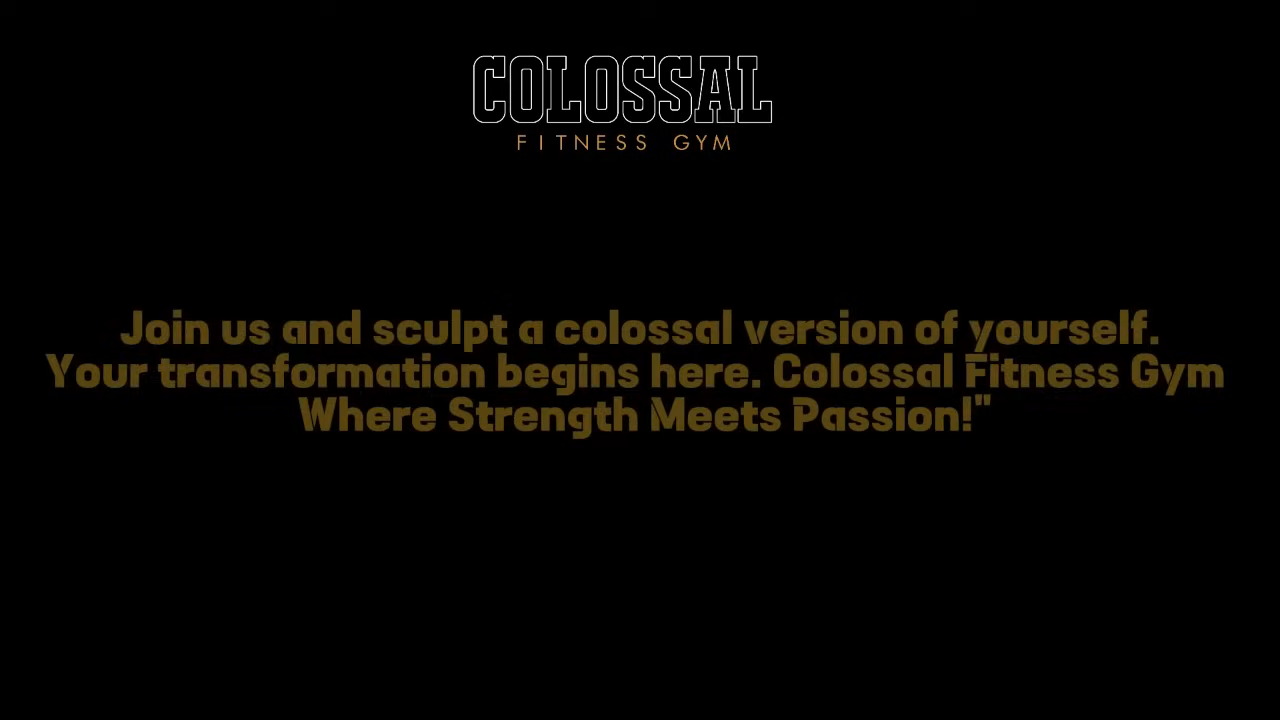 COLOSSAL
FITNESS GYM
Join us and sculpt a colossal version of yourself.
Your transformation begins here. Colossal Fitness Gym
Where Strength Meets Passion!"